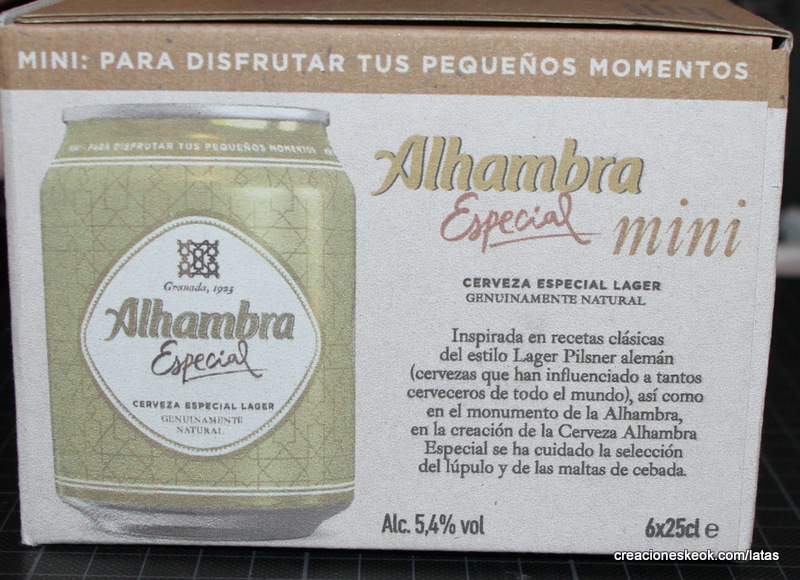 MINI: PARA DISFRUTAR TUS PEQUEÑOS MOMENTOS
MINI: PARA DISFRUTAR TUS PEQUEÑOS MOMENTOS
Granada, 1925
Alhambra
Especial
CERVEZA ESPECIAL LAGER
GENUINAMENTE
NATURAL
Alhambra
Especial mini
CERVEZA ESPECIAL LAGER
GENUINAMENTE NATURAL
Inspirada en recetas clásicas
del estilo Lager Pilsner alemán
(cervezas que han influenciado a tantos
cerveceros de todo el mundo), así como
en el monumento de la Alhambra,
en la creación de la Cerveza Alhambra
Especial se ha cuidado la selección
del lúpulo y de las maltas de cebada.
Alc. 5,4% vol
6x25cl e
creacioneskeok.com/latas